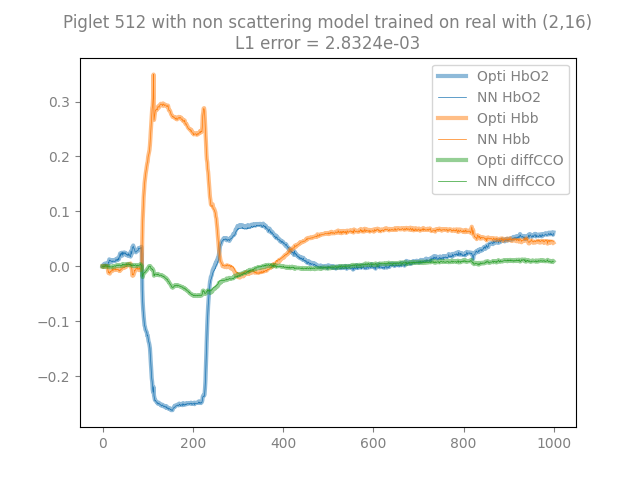 Piglet 512 with non scattering model trained on real with (2,16)
L1 error = 2.8324e-03
Opti HbO2
NN HbO2
Opti Hbb
NN Hbb
Opti diffCCO
NN diffCCO
0.3
0.2
0.1
0.0
−0.1
−0.2
0 200 400 600 800 1000